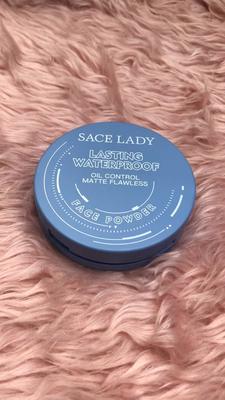 SACE LADY
LASTING
WATERPROOF
OIL CONTROL
MATTE FLAWLESS
FACE POWDER